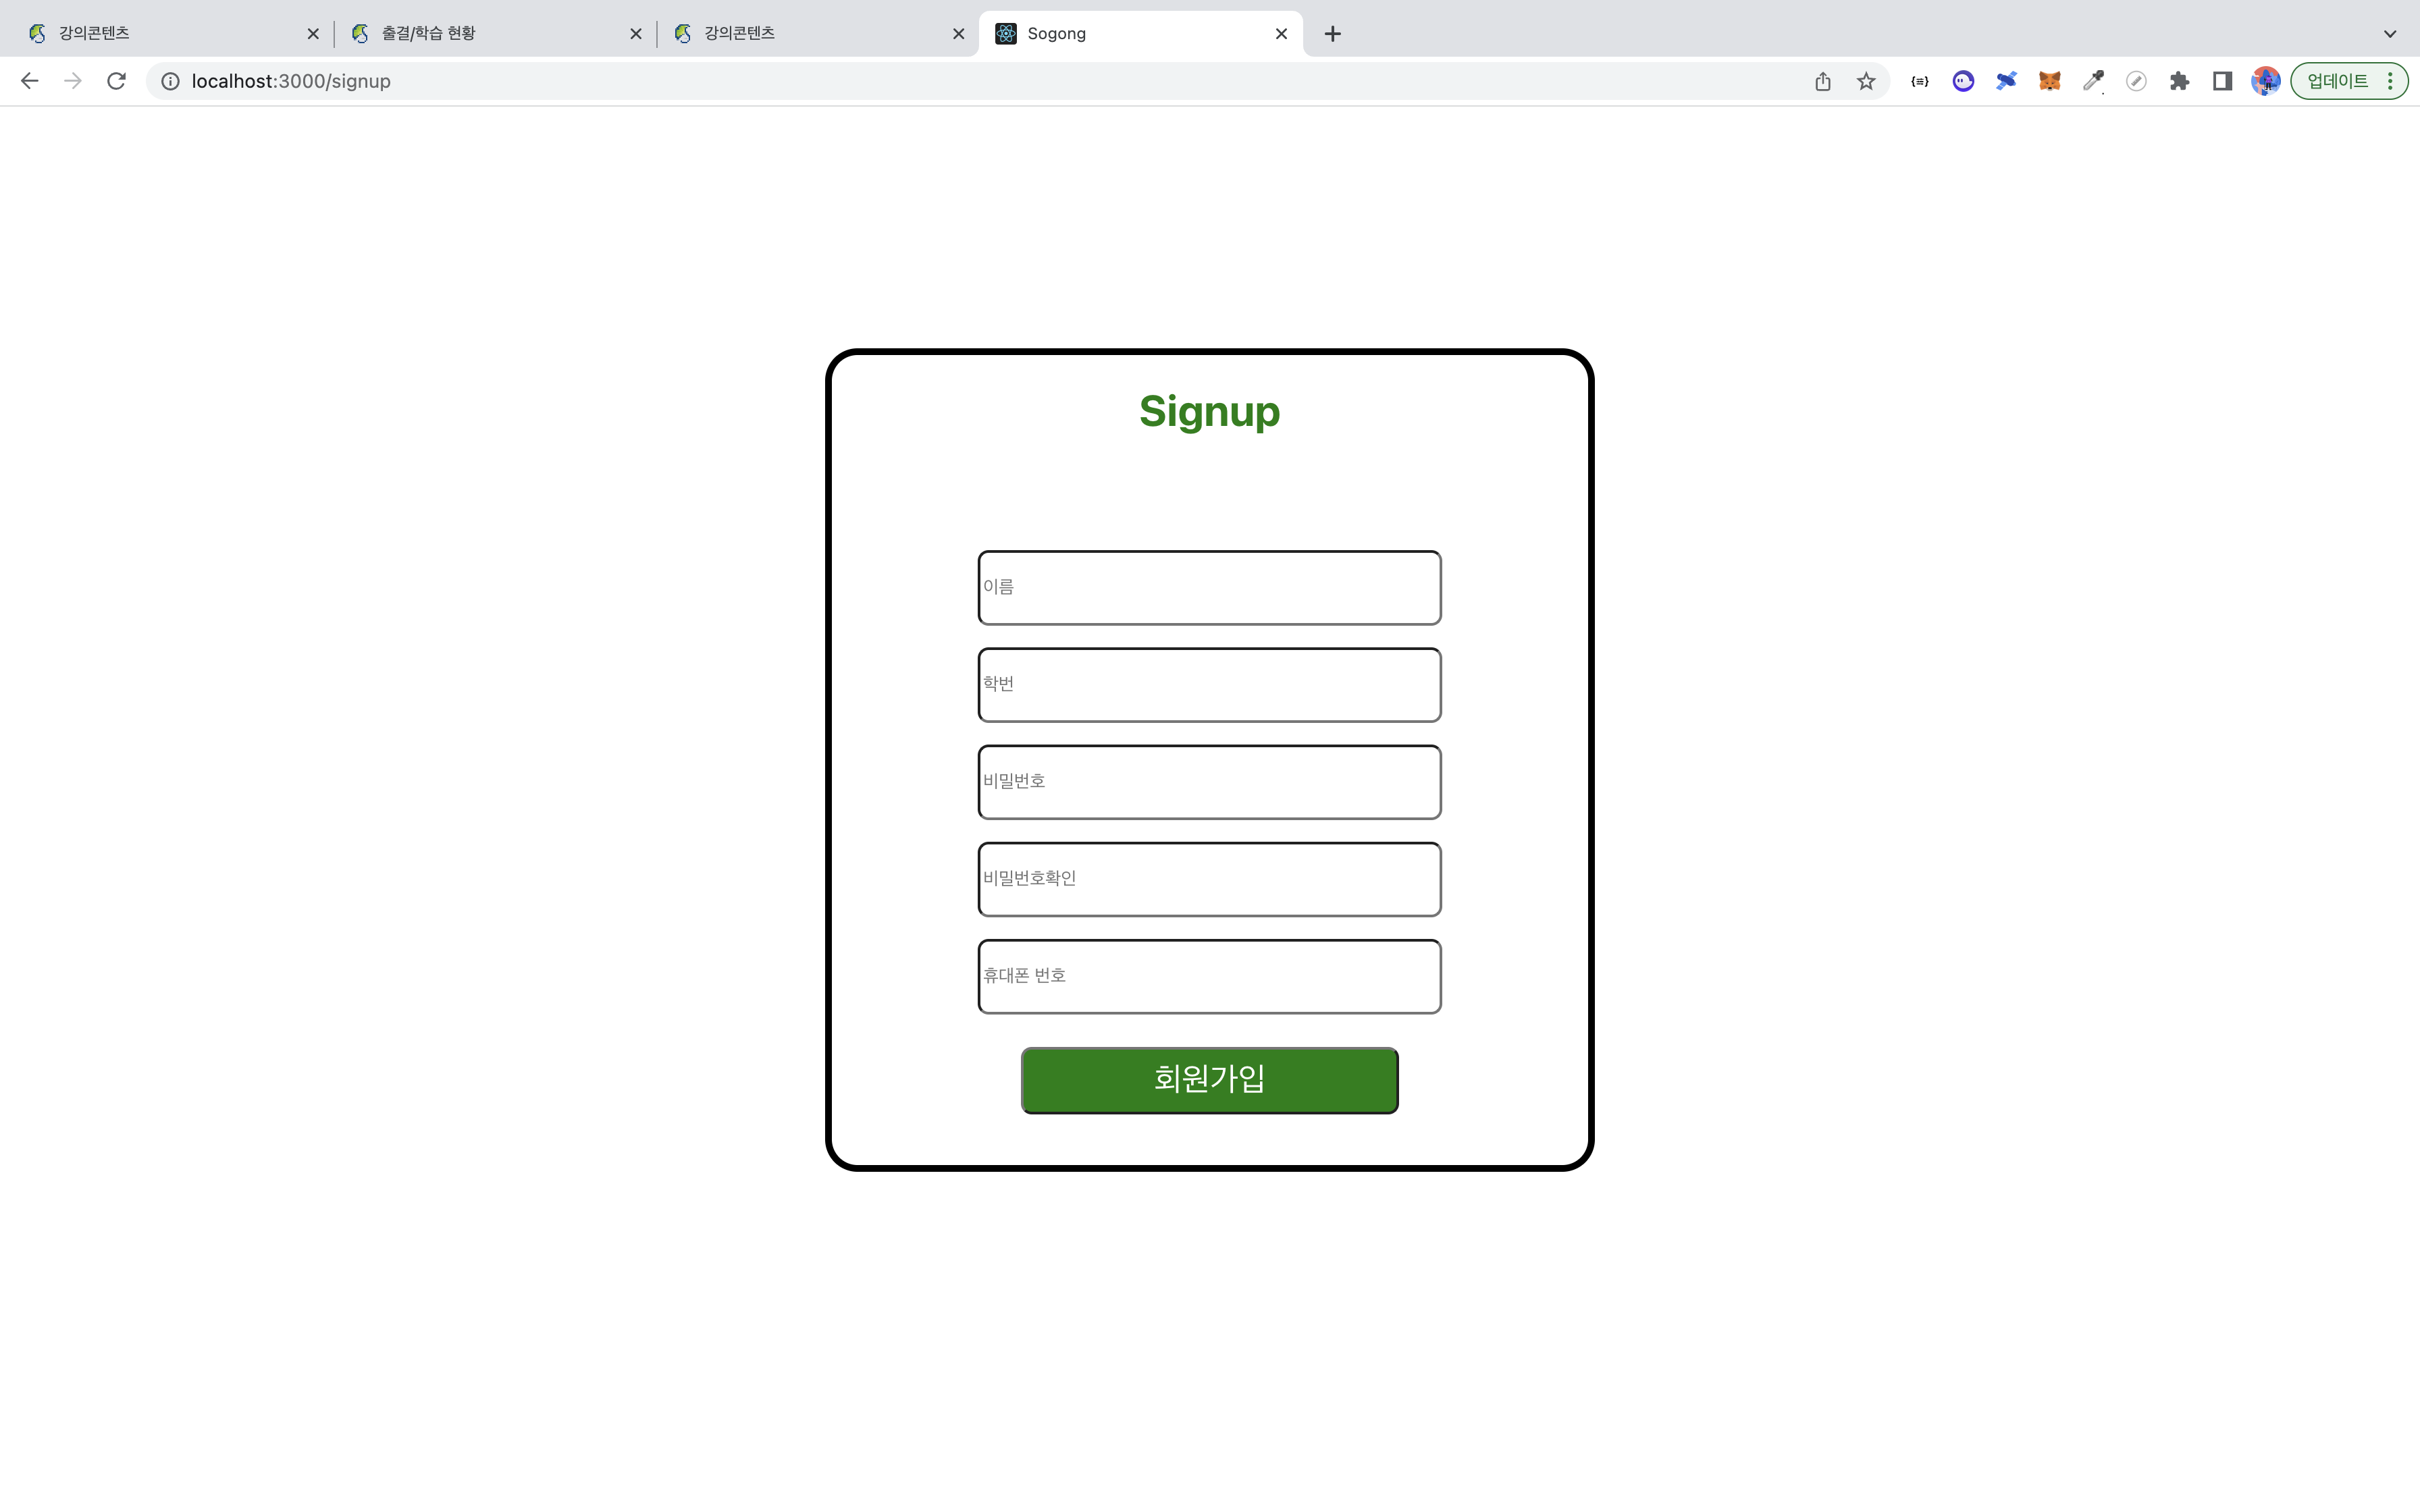 강의콘텐츠
출결/학습 현황
강의콘텐츠
Sogong
localhost:3000/signup
업데이트
Signup
이름
학번
비밀번호
비밀번호확인
휴대폰 번호
회원가입